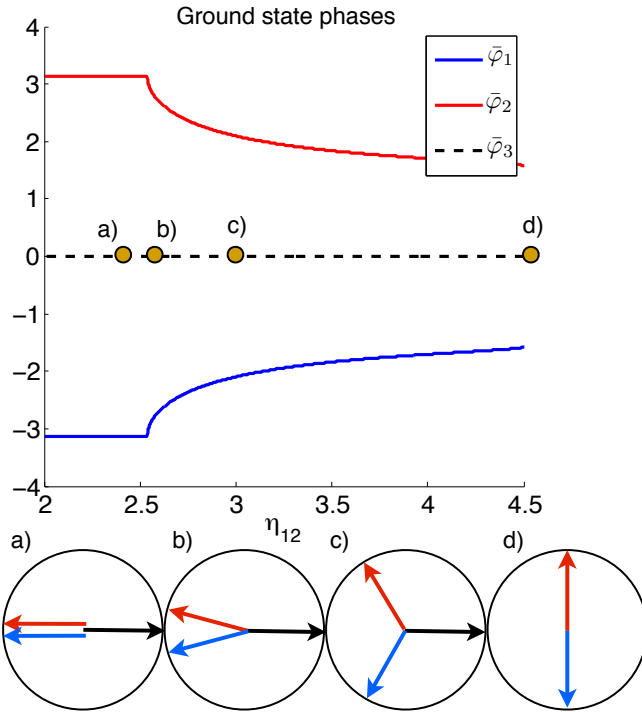 Ground state phases
4
3
2
1
0
−1
−2
−3
−4
φ̄₁
φ̄₂
φ̄₃
a)
b)
c)
d)
2
2.5
3
3.5
4
4.5
η₁₂
a)
b)
c)
d)